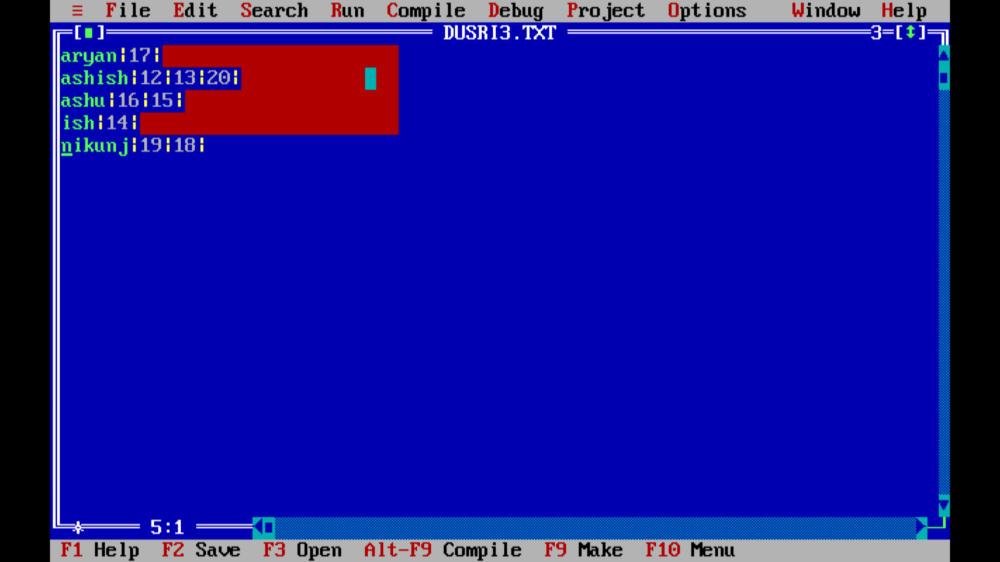 ≡ File Edit Search Run Compile Debug Project Options Window Help
[■] DUSRI3.TXT 3=[↕]
aryan|17|
ashish|12|13|20|
ashu|16|15|
ish|14|
nikunj|19|18|
5:1
F1 Help F2 Save F3 Open Alt-F9 Compile F9 Make F10 Menu